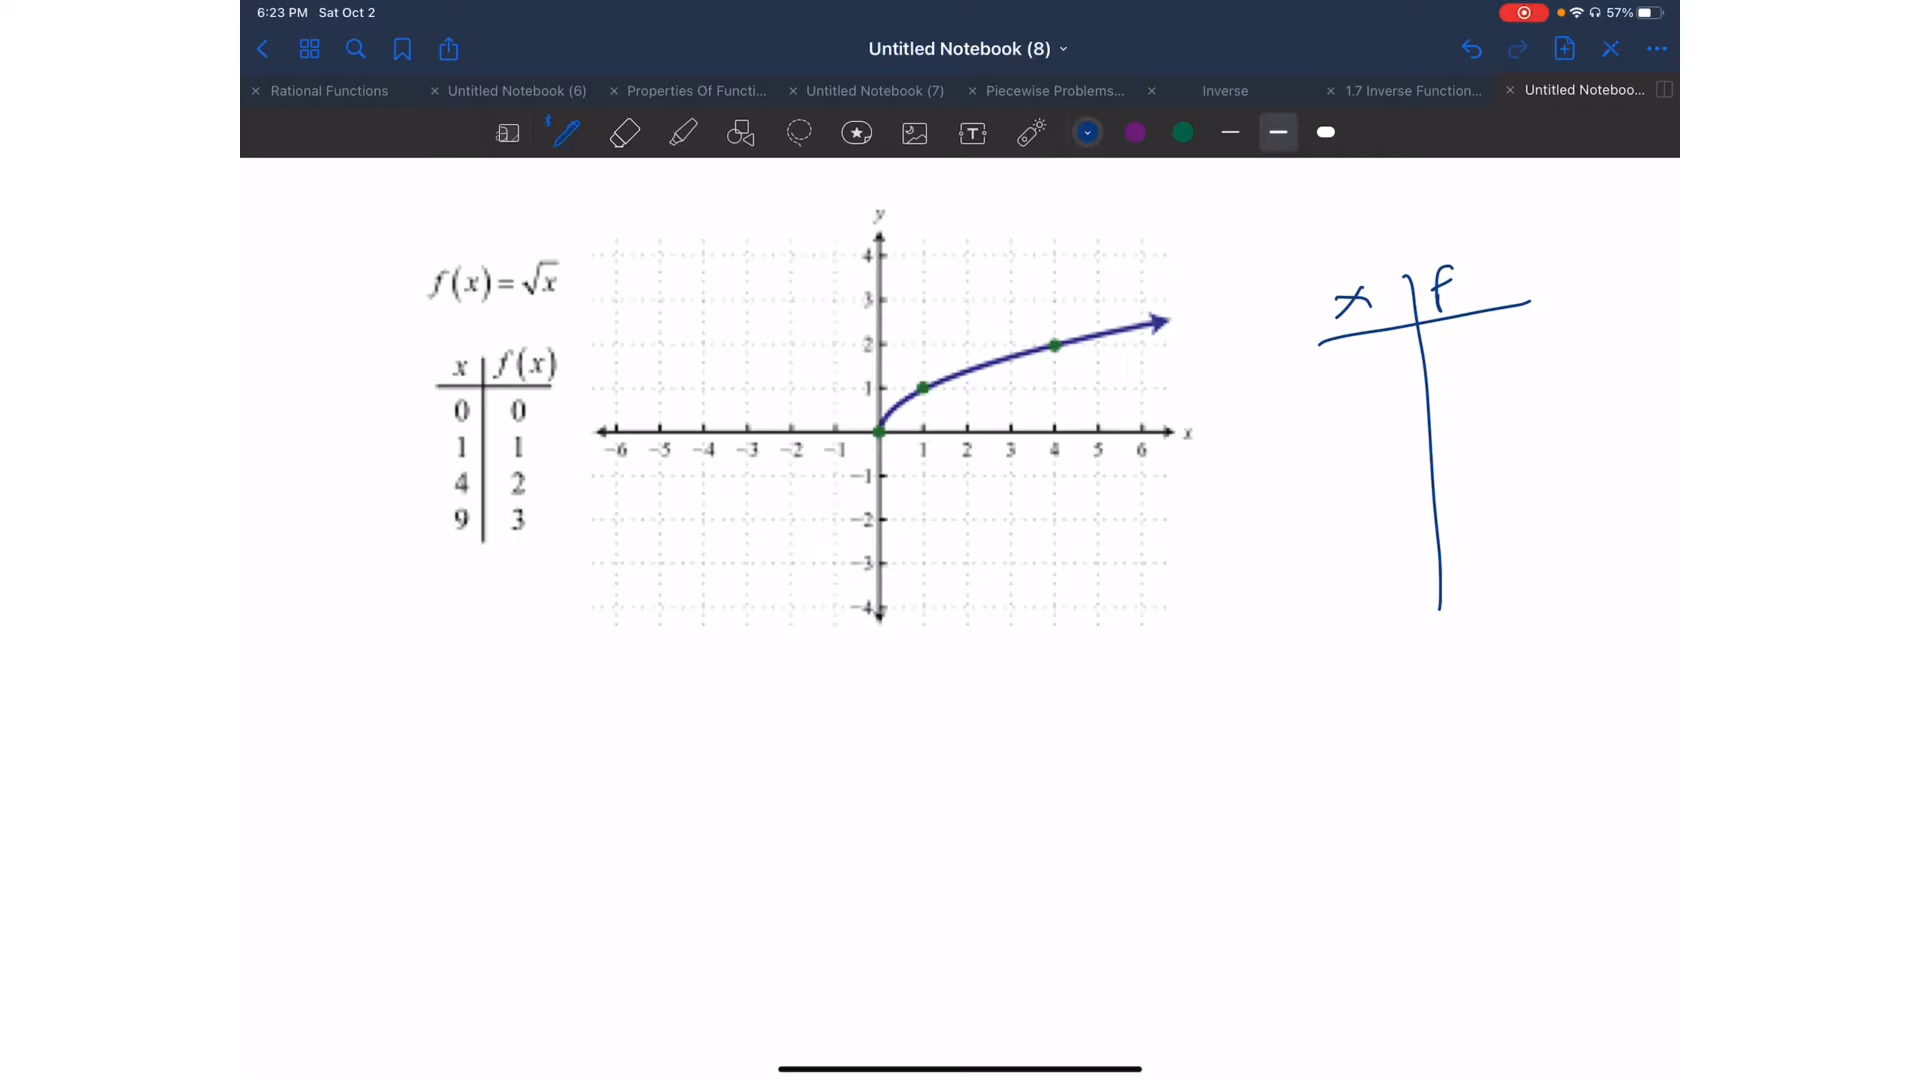 6:23 PM Sat Oct 2
57%
Untitled Notebook (8)
Rational Functions
Untitled Notebook (6)
Properties Of Functi...
Untitled Notebook (7)
Piecewise Problems...
Inverse
1.7 Inverse Function...
Untitled Noteboo...
T
f(x) = √x
x f(x)
0 0
1 1
4 2
9 3
y
4
3
2
1
-6 -5 -4 -3 -2 -1 1 2 3 4 5 6 x
-1
-2
-3
-4
x f